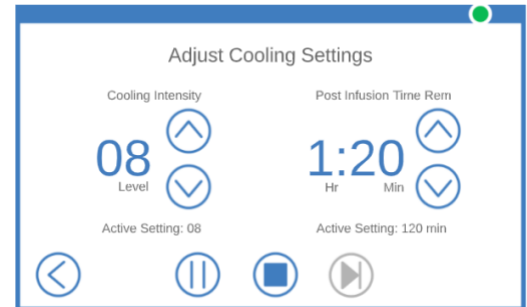 Adjust Cooling Settings
Cooling Intensity
08
Level
Active Setting: 08
Post Infusion Time Rem
1:20
Hr Min
Active Setting: 120 min